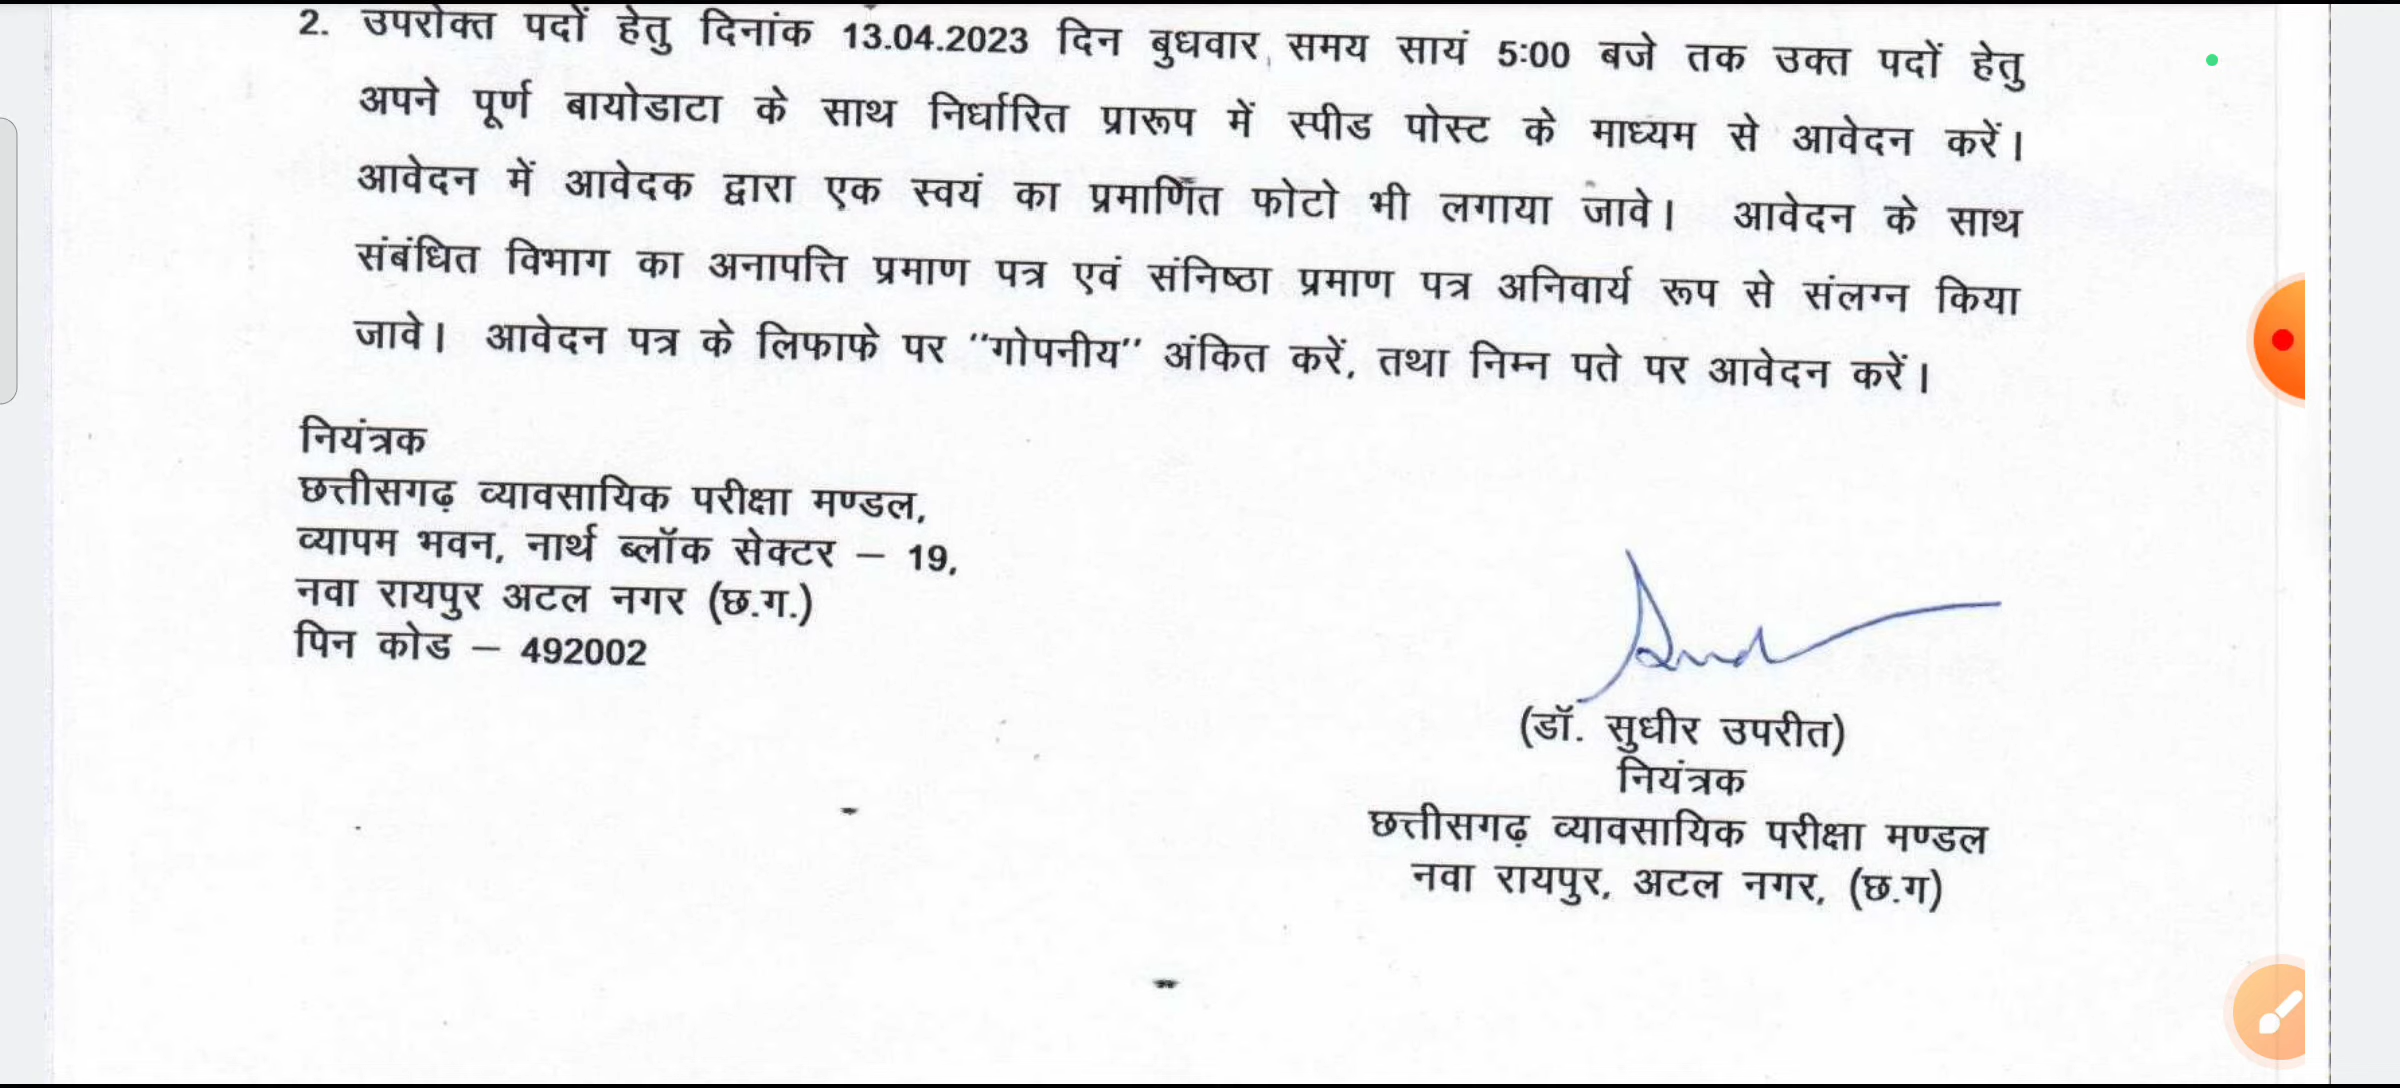 2. उपरोक्त पदों हेतु दिनांक 13.04.2023 दिन बुधवार समय सायं 5:00 बजे तक उक्त पदों हेतु
अपने पूर्ण बायोडाटा के साथ निर्धारित प्रारूप में स्पीड पोस्ट के माध्यम से आवेदन करें।
आवेदन में आवेदक द्वारा एक स्वयं का प्रमाणित फोटो भी लगाया जावे। आवेदन के साथ
संबंधित विभाग का अनापत्ति प्रमाण पत्र एवं संनिष्ठा प्रमाण पत्र अनिवार्य रूप से संलग्न किया
जावे। आवेदन पत्र के लिफाफे पर "गोपनीय" अंकित करें, तथा निम्न पते पर आवेदन करें।
नियंत्रक
छत्तीसगढ़ व्यावसायिक परीक्षा मण्डल,
व्यापम भवन, नार्थ ब्लॉक सेक्टर – 19,
नवा रायपुर अटल नगर (छ.ग.)
पिन कोड – 492002
(डॉ. सुधीर उपरीत)
नियंत्रक
छत्तीसगढ़ व्यावसायिक परीक्षा मण्डल
नवा रायपुर, अटल नगर, (छ.ग)